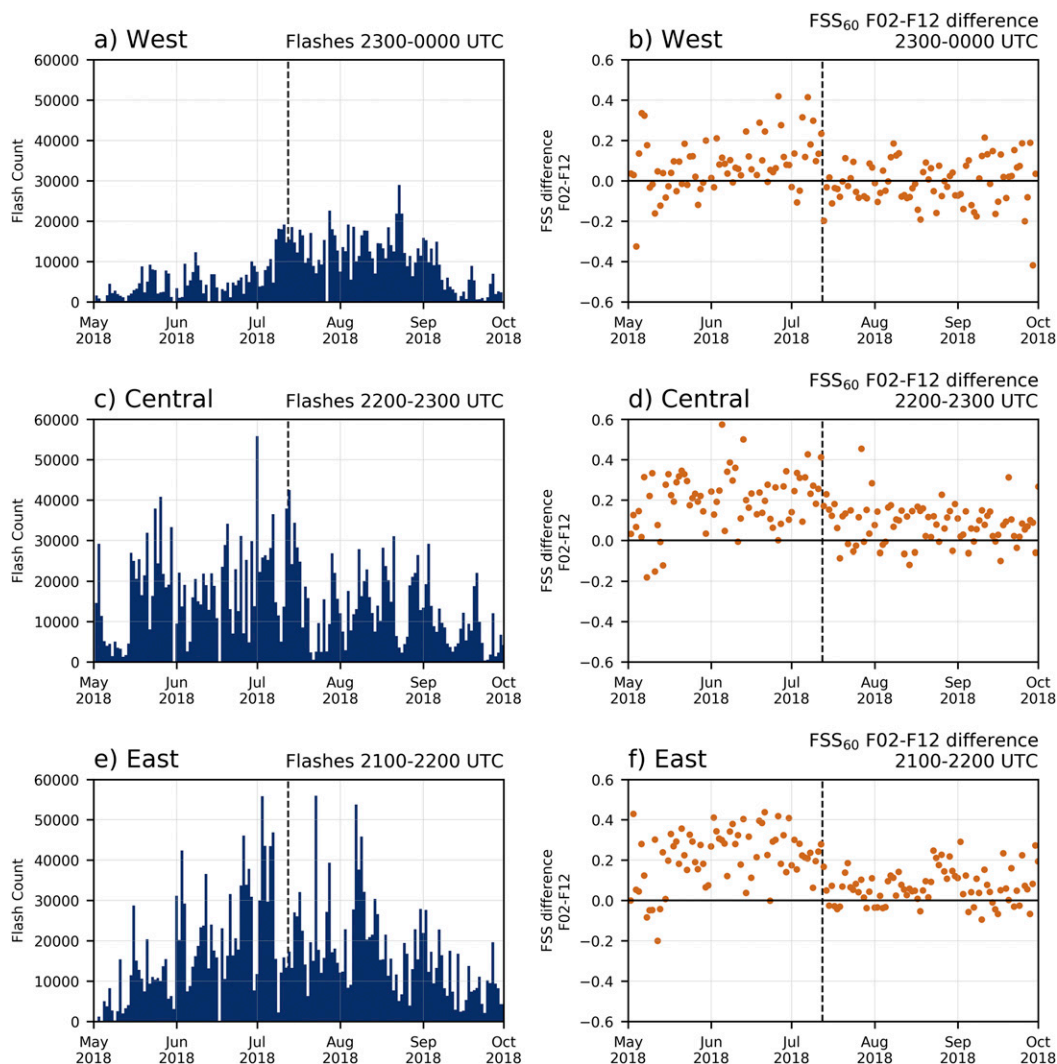 a) West
Flashes 2300-0000 UTC
Flash Count
60000
50000
40000
30000
20000
10000
0
May
2018
Jun
Jul
Aug
Sep
Oct
2018
FSS₆₀ F02-F12 difference
b) West
2300-0000 UTC
FSS difference
F02-F12
0.6
0.4
0.2
0.0
−0.2
−0.4
−0.6
May
2018
Jun
2018
Jul
2018
Aug
2018
Sep
2018
Oct
2018
c) Central
Flashes 2200-2300 UTC
Flash Count
60000
50000
40000
30000
20000
10000
0
May
2018
Jun
2018
Jul
2018
Aug
2018
Sep
2018
Oct
2018
FSS₆₀ F02-F12 difference
d) Central
2200-2300 UTC
FSS difference
F02-F12
0.6
0.4
0.2
0.0
−0.2
−0.4
−0.6
May
2018
Jun
2018
Jul
2018
Aug
2018
Sep
2018
Oct
2018
e) East
Flashes 2100-2200 UTC
Flash Count
60000
50000
40000
30000
20000
10000
0
May
2018
Jun
2018
Jul
2018
Aug
2018
Sep
2018
Oct
2018
FSS₆₀ F02-F12 difference
f) East
2100-2200 UTC
FSS difference
F02-F12
0.6
0.4
0.2
0.0
−0.2
−0.4
−0.6
May
2018
Jun
2018
Jul
2018
Aug
2018
Sep
2018
Oct
2018